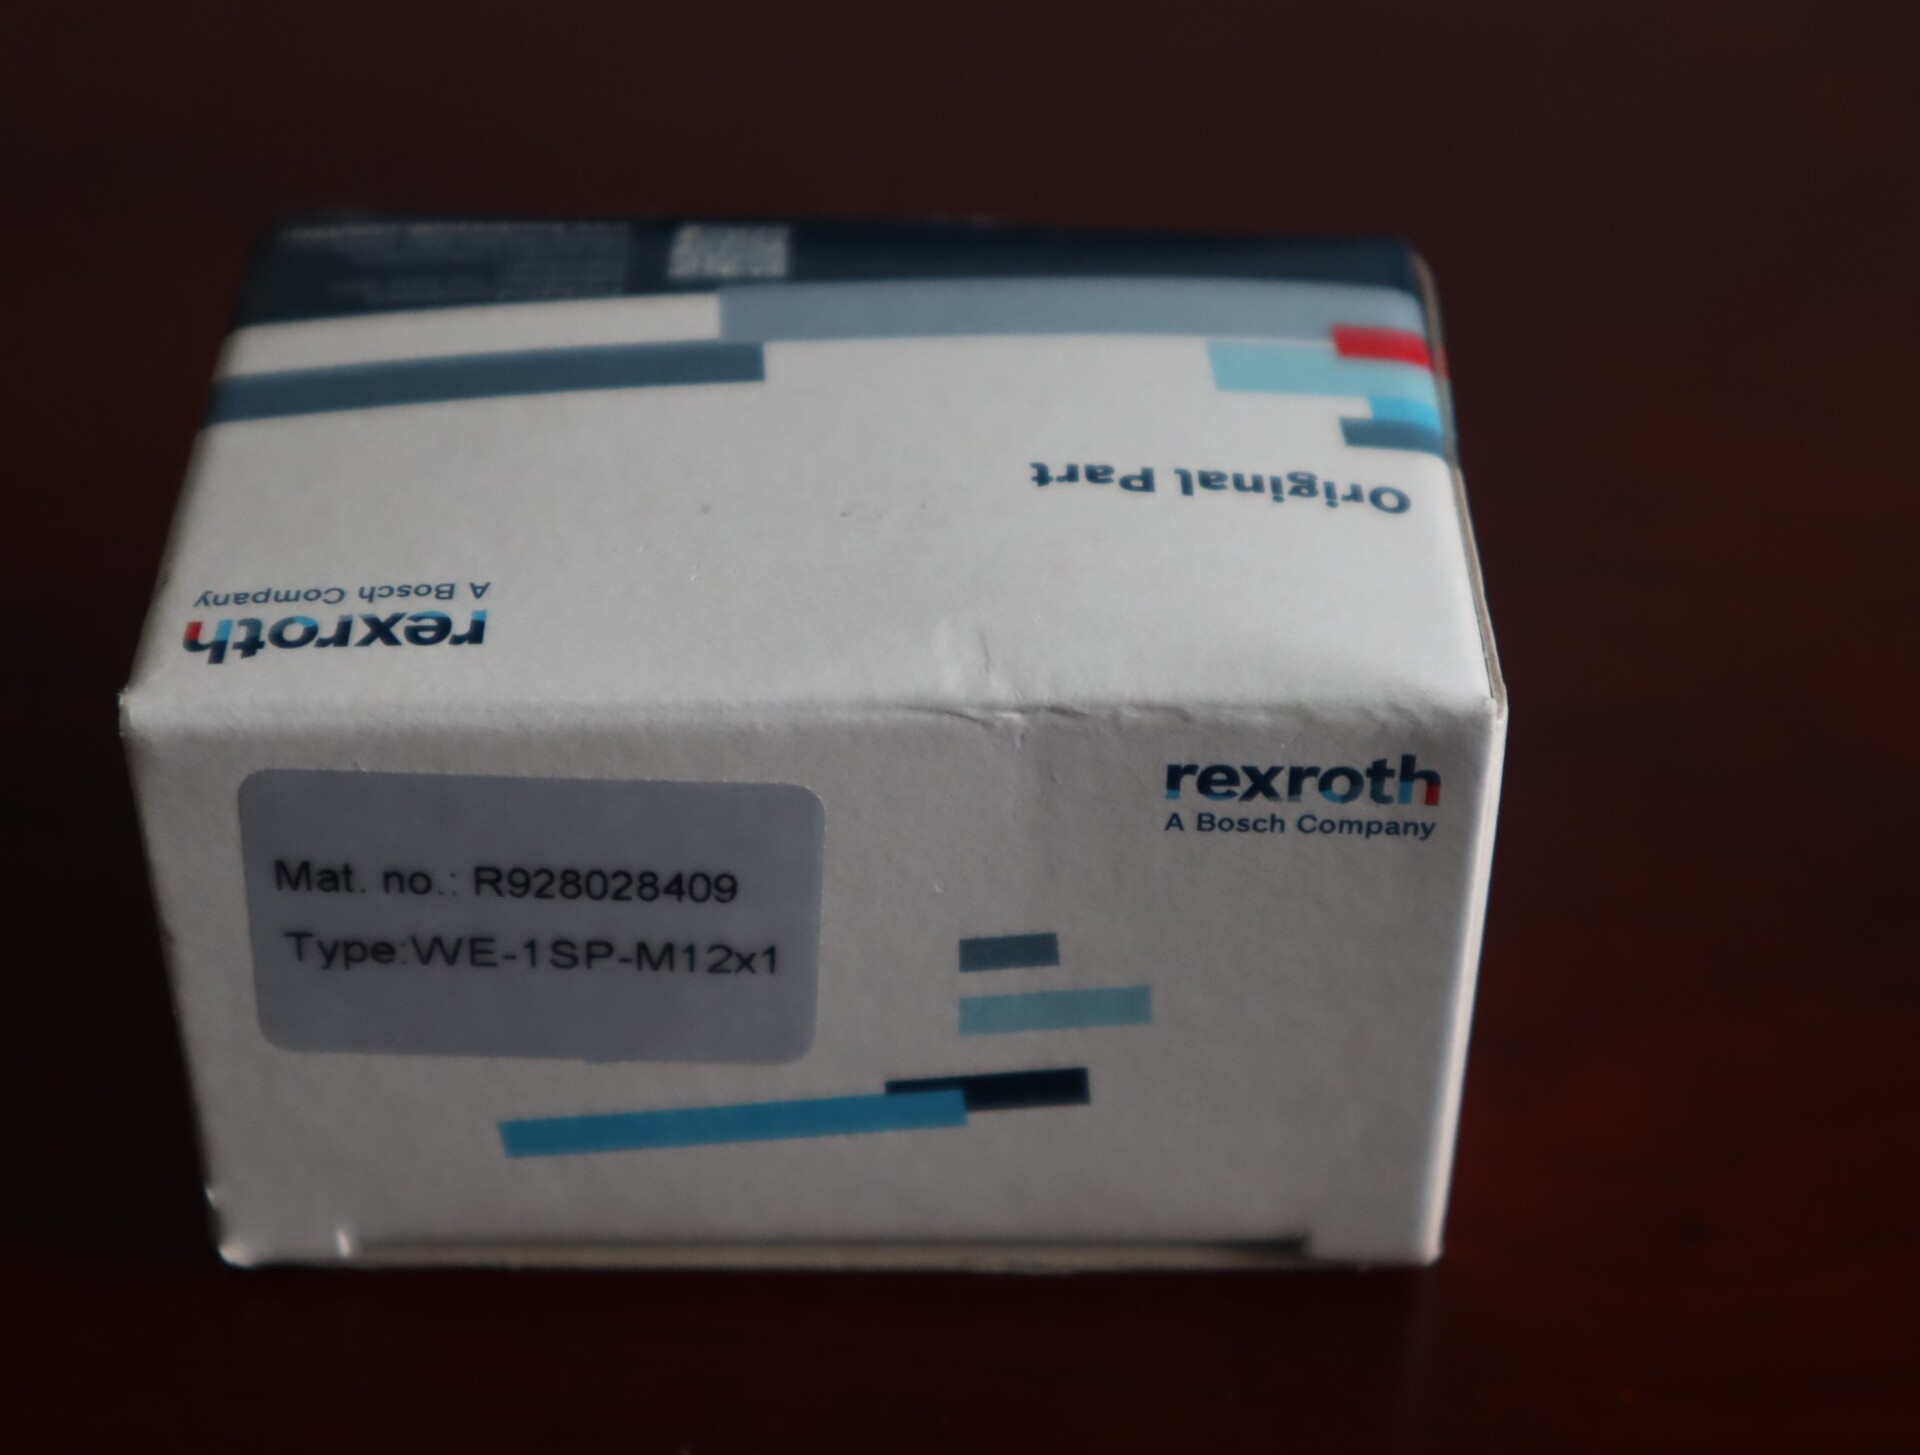 Original Part
rexroth
A Bosch Company
rexroth
A Bosch Company
Mat. no.: R928028409
Type:WE-1SP-M12x1